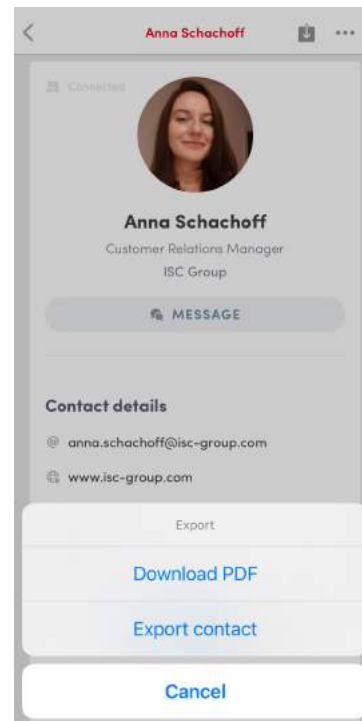 Anna Schachoff
Connected
Anna Schachoff
Customer Relations Manager
ISC Group
MESSAGE
Contact details
anna.schachoff@isc-group.com
www.isc-group.com
Export
Download PDF
Export contact
Cancel